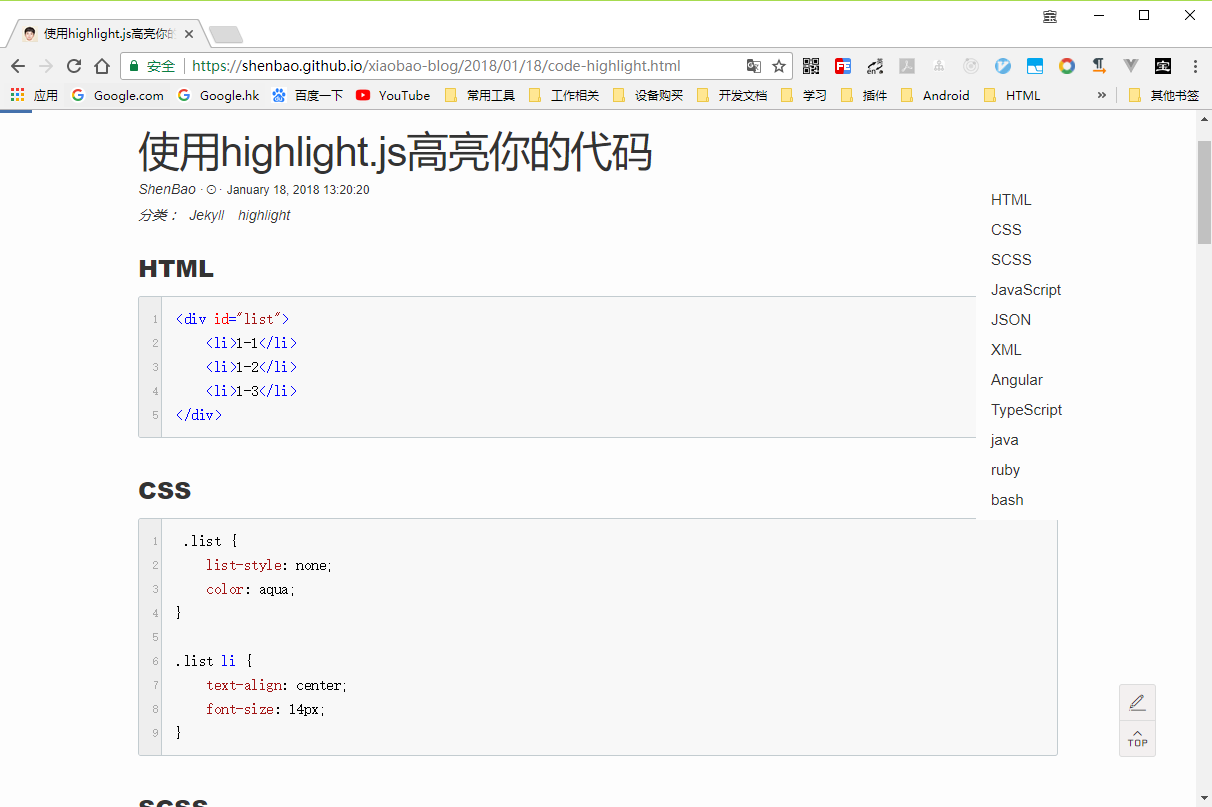 宝
使用highlight.js高亮你的
安全 https://shenbao.github.io/xiaobao-blog/2018/01/18/code-highlight.html
应用 Google.com Google.hk 百度一下 YouTube 常用工具 工作相关 设备购买 开发文档 学习 插件 Android HTML » 其他书签
使用highlight.js高亮你的代码
ShenBao · January 18, 2018 13:20:20
分类： Jekyll highlight
HTML
1 <div id="list">
2 <li>1-1</li>
3 <li>1-2</li>
4 <li>1-3</li>
5 </div>
CSS
1 .list {
2 list-style: none;
3 color: aqua;
4 }
5
6 .list li {
7 text-align: center;
8 font-size: 14px;
9 }
SCSS
HTML
CSS
SCSS
JavaScript
JSON
XML
Angular
TypeScript
java
ruby
bash
TOP